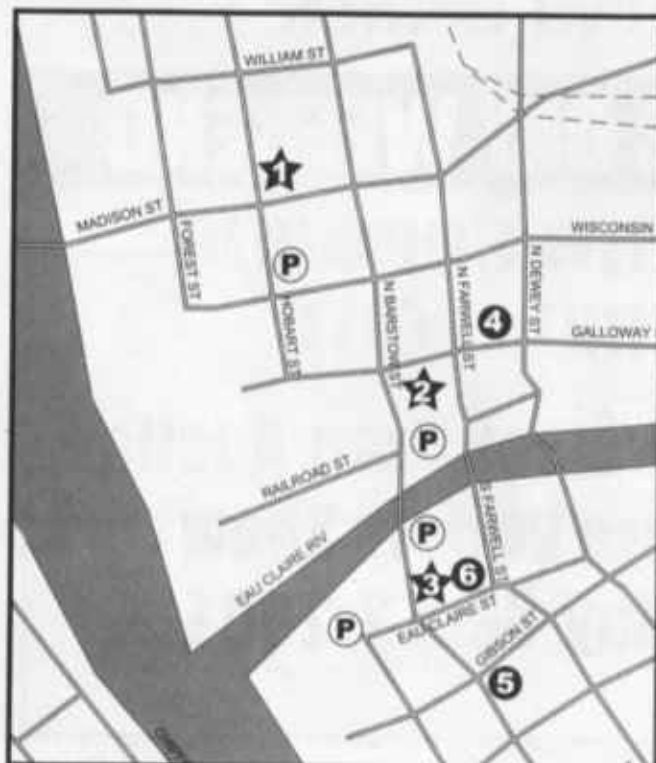 WILLIAM ST
1
MADISON ST
FOREST ST
P
HOBART ST
N BARSTOW ST
N FARWELL ST
N DEWEY ST
WISCONSIN
4
GALLOWAY
2
P
RAILROAD ST
EAU CLAIRE RIV
P
S FARWELL ST
3
6
EAU CLAIRE ST
P
GIBSON ST
5